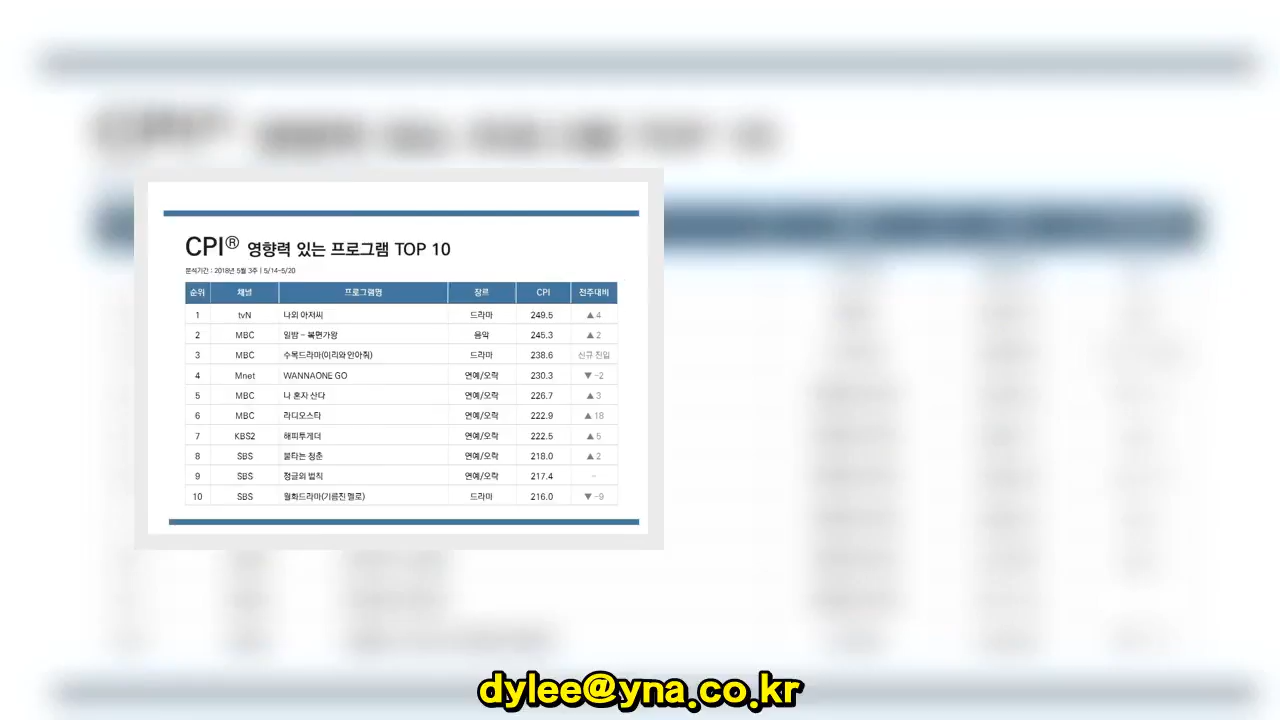 CPI® 영향력 있는 프로그램 TOP 10
분석기간 : 2018년 5월 3주 | 5/14~5/20
순위 채널 프로그램명 장르 CPI 전주대비
1 tvN 나의 아저씨 드라마 249.5 ▲ 4
2 MBC 일밤 - 복면가왕 음악 245.3 ▲ 2
3 MBC 수목드라마(이리와 안아줘) 드라마 238.6 신규 진입
4 Mnet WANNAONE GO 연예/오락 230.3 ▼ -2
5 MBC 나 혼자 산다 연예/오락 226.7 ▲ 3
6 MBC 라디오스타 연예/오락 222.9 ▲ 18
7 KBS2 해피투게더 연예/오락 222.5 ▲ 5
8 SBS 불타는 청춘 연예/오락 218.0 ▲ 2
9 SBS 정글의 법칙 연예/오락 217.4 -
10 SBS 월화드라마(기름진 멜로) 드라마 216.0 ▼ -9
dylee@yna.co.kr